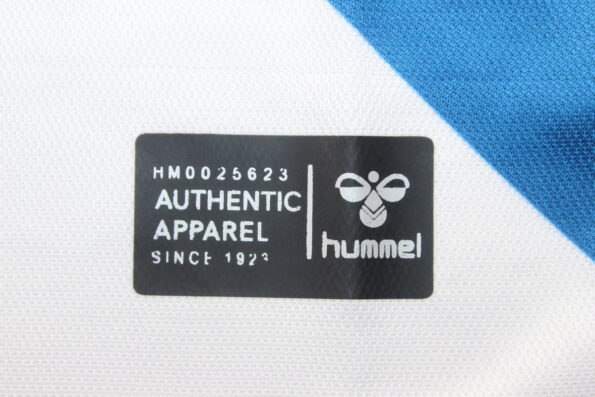 HM0025623
AUTHENTIC
APPAREL
SINCE 1923
hummel